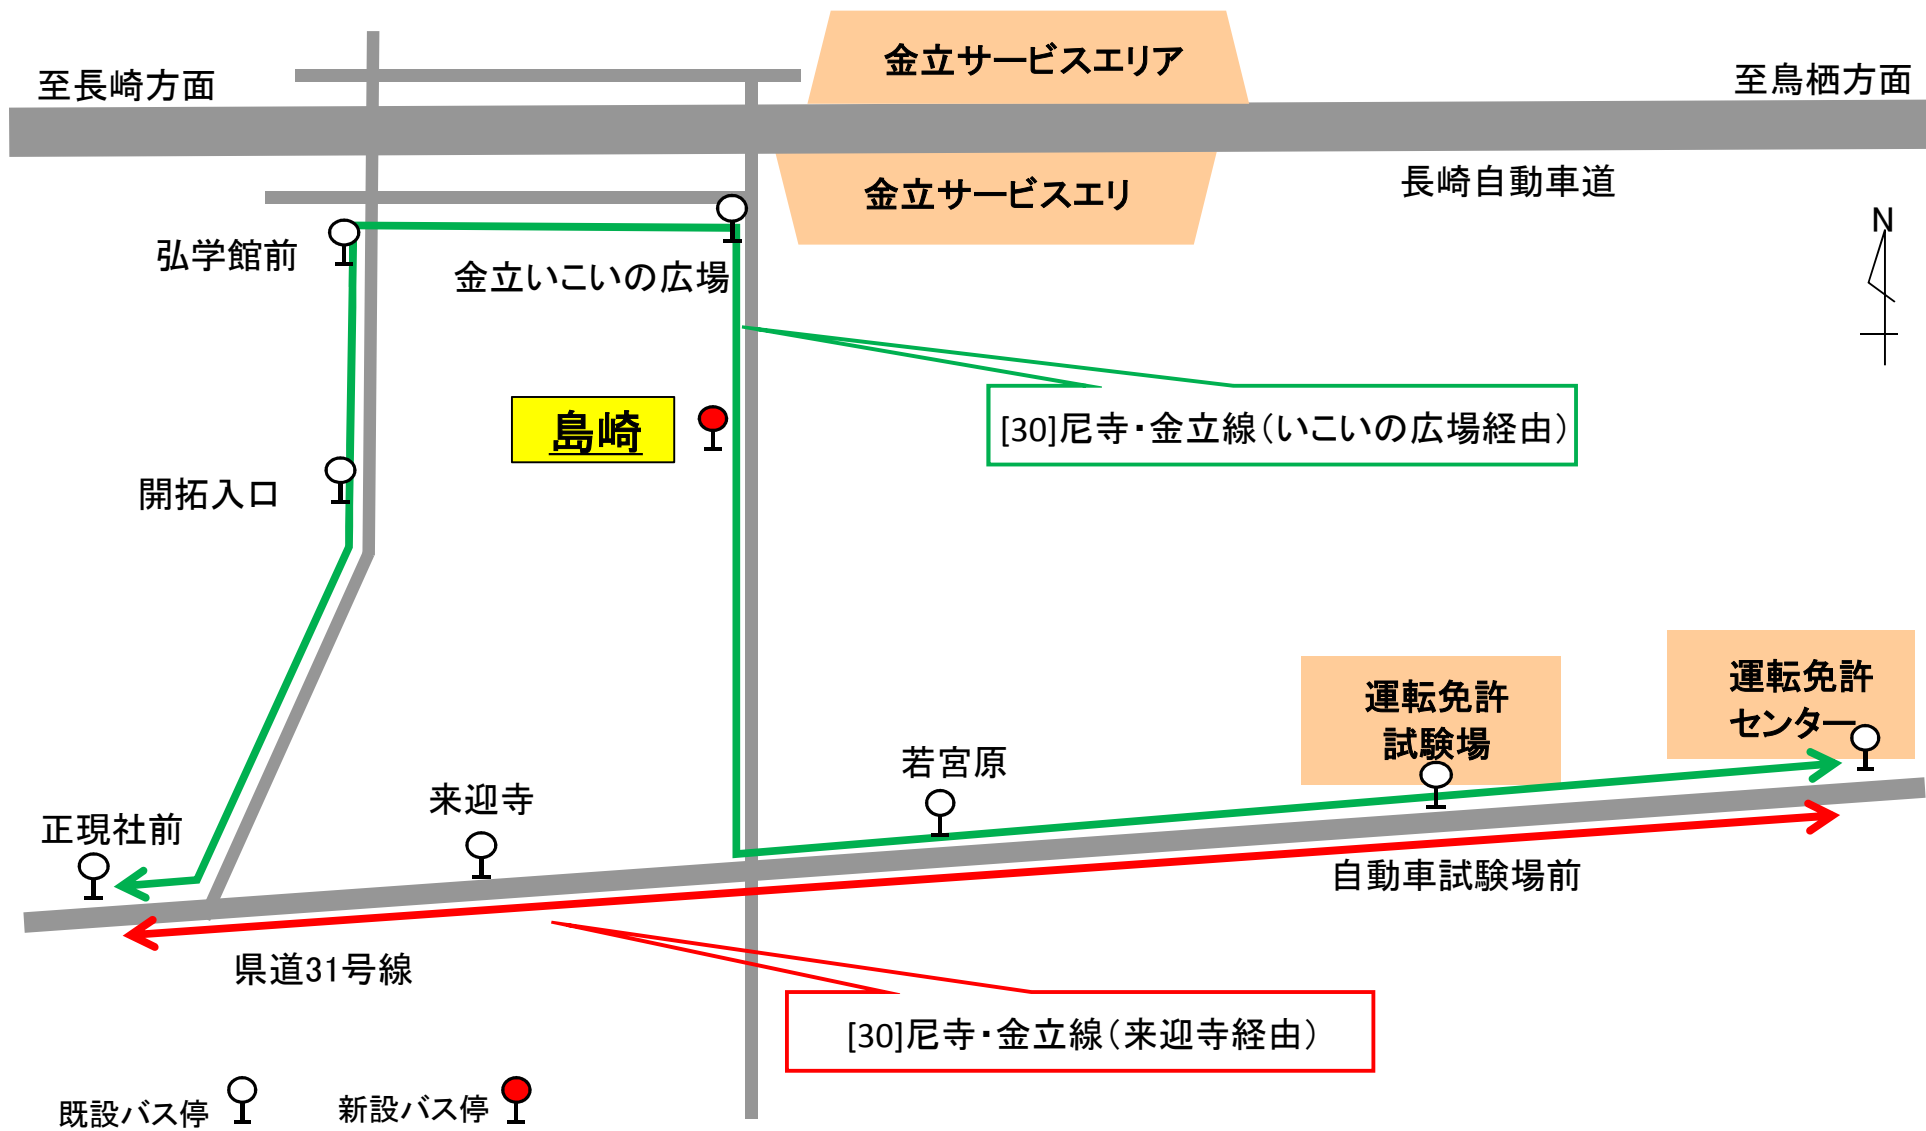 金立サービスエリア
至長崎方面
至鳥栖方面
金立サービスエリ
長崎自動車道
N
弘学館前
金立いこいの広場
島崎
[30]尼寺・金立線(いこいの広場経由)
開拓入口
運転免許
センター
運転免許
試験場
若宮原
来迎寺
正現社前
自動車試験場前
県道31号線
[30]尼寺・金立線(来迎寺経由)
既設バス停
新設バス停